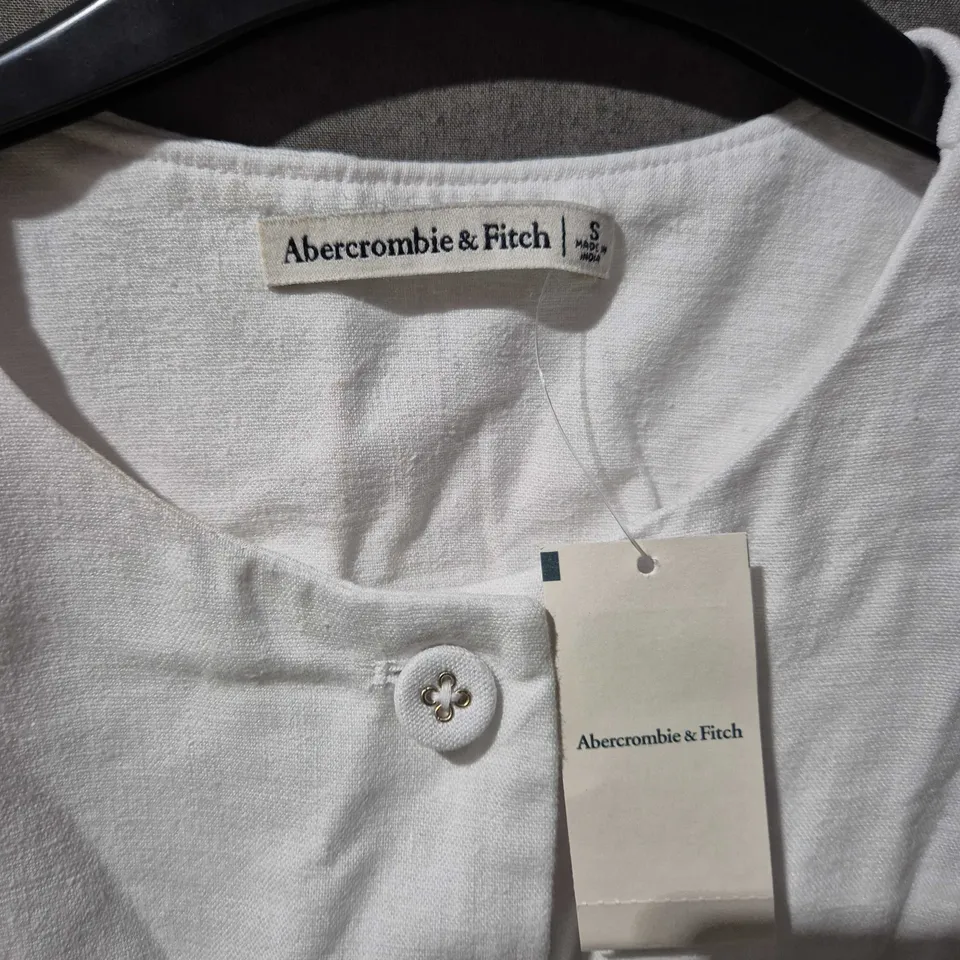 Abercrombie & Fitch
S
MADE IN
INDIA
Abercrombie & Fitch